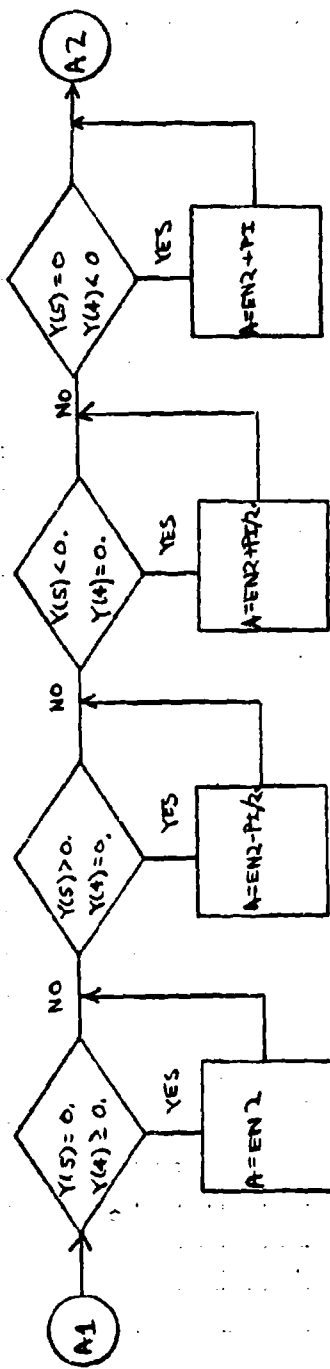 A1
Y(5)=0.
Y(4)≥0.
NO
YES
A=EN2
Y(5)>0.
Y(4)=0.
NO
YES
A=EN2-PI/2.
Y(5)<0.
Y(4)=0.
NO
YES
A=EN2+PI/2.
Y(5)=0
Y(4)<0
YES
A=EN2+PI
A2